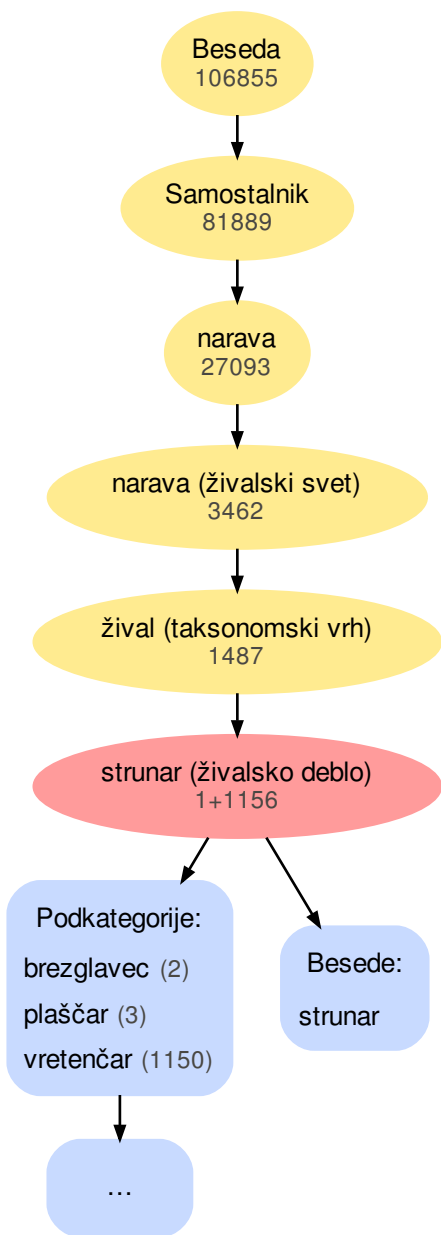 Beseda
106855
Samostalnik
81889
narava
27093
narava (živalski svet)
3462
žival (taksonomski vrh)
1487
strunar (živalsko deblo)
1+1156
Podkategorije:
brezglavec (2)
plaščar (3)
vretenčar (1150)
Besede:
strunar
...